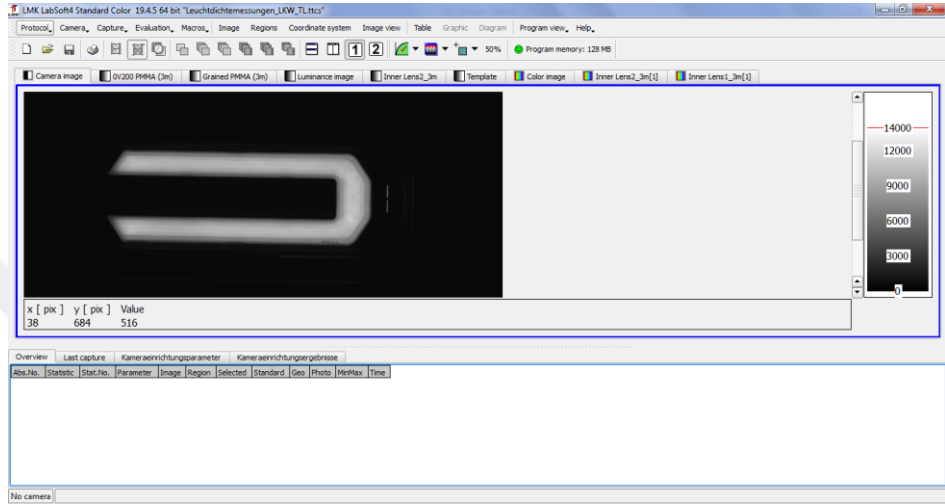 LMK LabSoft4 Standard Color 19.4.5 64 bit "Leuchtdichtemessungen_LKW_TL.ttcs"
Protocol Camera Capture Evaluation Macros Image Regions Coordinate system Image view Table Graphic Diagram Program view Help
1 2 50% Program memory: 128 MB
Camera image OV200 PMMA (3m) Grained PMMA (3m) Luminance image Inner Lens2_3m Template Color image Inner Lens2_3m[1] Inner Lens1_3m[1]
14000
12000
9000
6000
3000
0
x [ pix ] y [ pix ] Value
38 684 516
Overview Last capture Kameraeinrichtungsparameter Kameraeinrichtungsergebnisse
Abs.No. Statistic Stat.No. Parameter Image Region Selected Standard Geo Photo MinMax Time
No camera